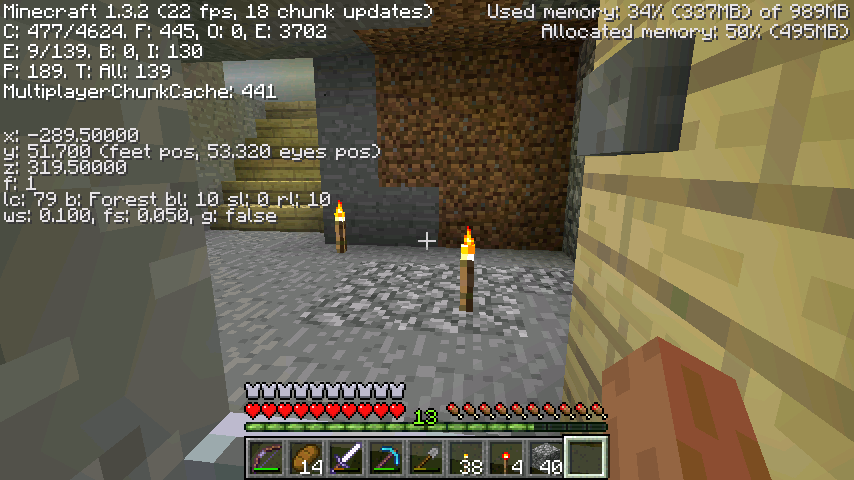 Minecraft 1.3.2 (22 fps, 18 chunk updates)
C: 477/4624. F: 445, O: 0, E: 3702
E: 9/139. B: 0, I: 130
P: 189. T: All: 139
MultiplayerChunkCache: 441
x: -289.50000
y: 51.700 (feet pos, 53.320 eyes pos)
z: 319.50000
f: 1
lc: 79 b: Forest bl: 10 sl: 0 rl: 10
ws: 0.100, fs: 0.050, g: false
Used memory: 34% (337MB) of 989MB
Allocated memory: 50% (495MB)
13
14
38
4
40